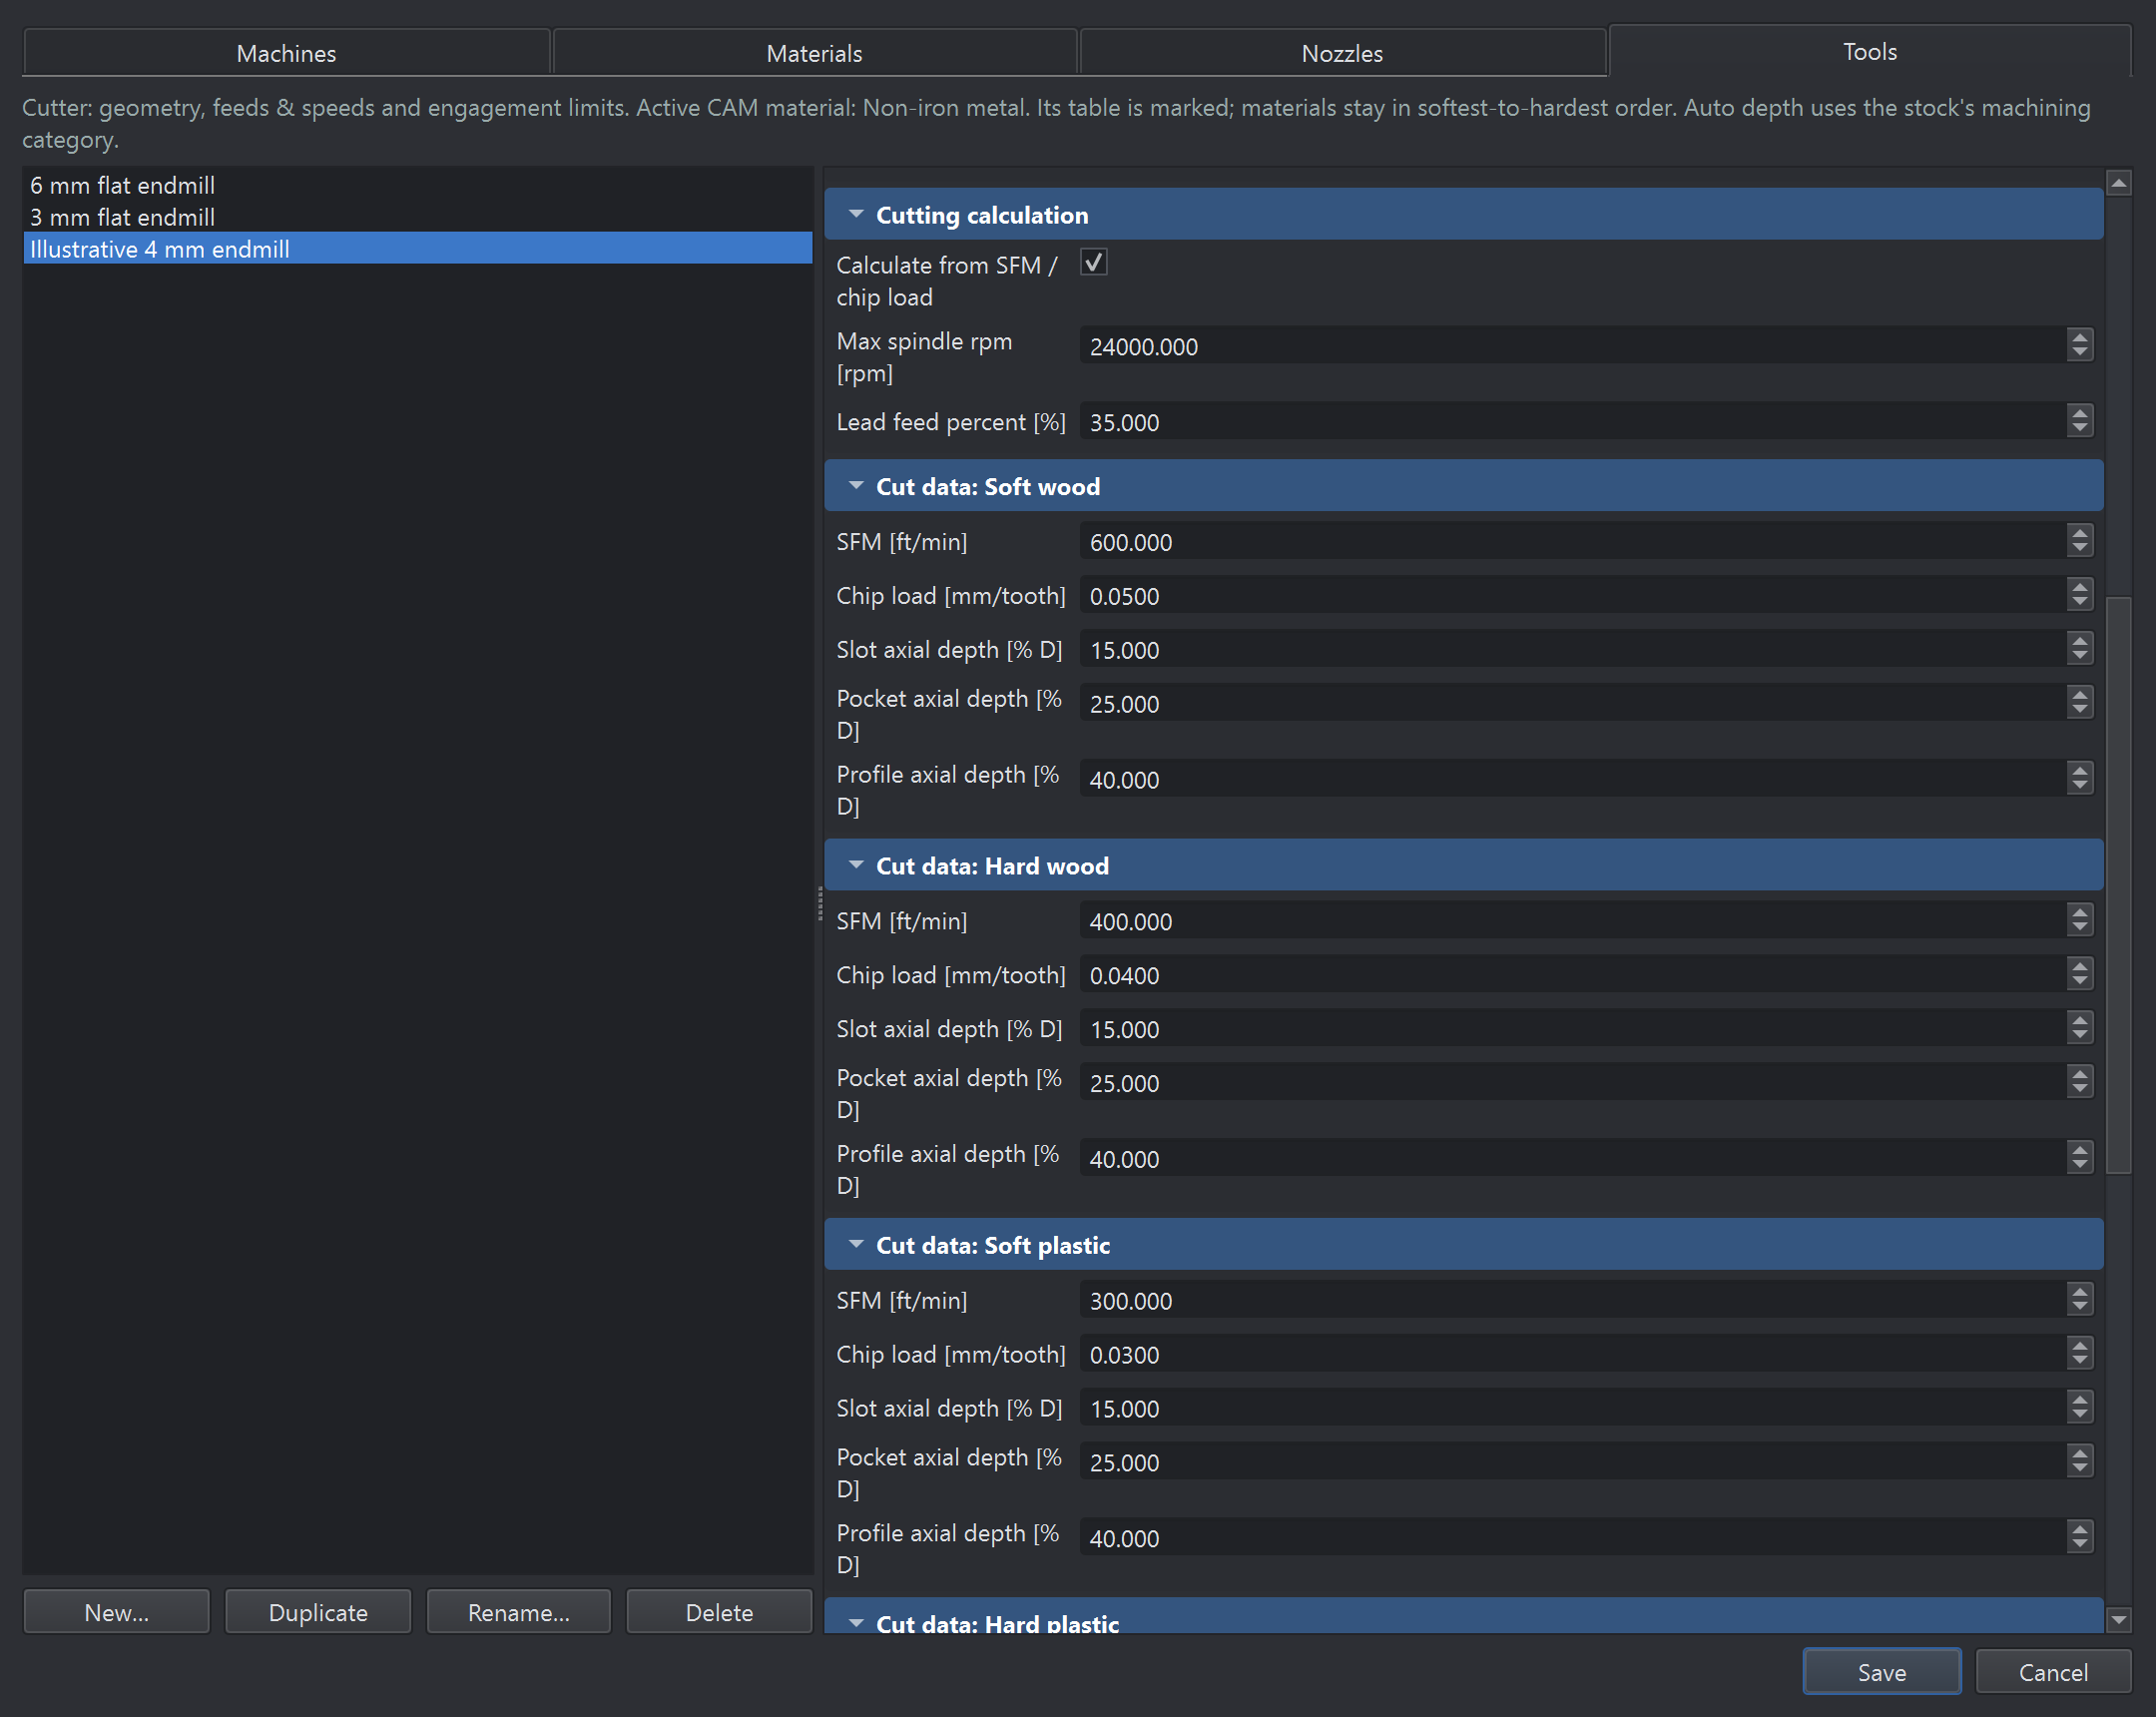 Machines
Materials
Nozzles
Tools
Cutter: geometry, feeds & speeds and engagement limits. Active CAM material: Non-iron metal. Its table is marked; materials stay in softest-to-hardest order. Auto depth uses the stock's machining
category.
6 mm flat endmill
3 mm flat endmill
Illustrative 4 mm endmill
Cutting calculation
Calculate from SFM /
chip load
Max spindle rpm
[rpm]
24000.000
Lead feed percent [%]
35.000
Cut data: Soft wood
SFM [ft/min]
600.000
Chip load [mm/tooth]
0.0500
Slot axial depth [% D]
15.000
Pocket axial depth [%
D]
25.000
Profile axial depth [%
D]
40.000
Cut data: Hard wood
SFM [ft/min]
400.000
Chip load [mm/tooth]
0.0400
Slot axial depth [% D]
15.000
Pocket axial depth [%
D]
25.000
Profile axial depth [%
D]
40.000
Cut data: Soft plastic
SFM [ft/min]
300.000
Chip load [mm/tooth]
0.0300
Slot axial depth [% D]
15.000
Pocket axial depth [%
D]
25.000
Profile axial depth [%
D]
40.000
Cut data: Hard plastic
New...
Duplicate
Rename...
Delete
Save
Cancel